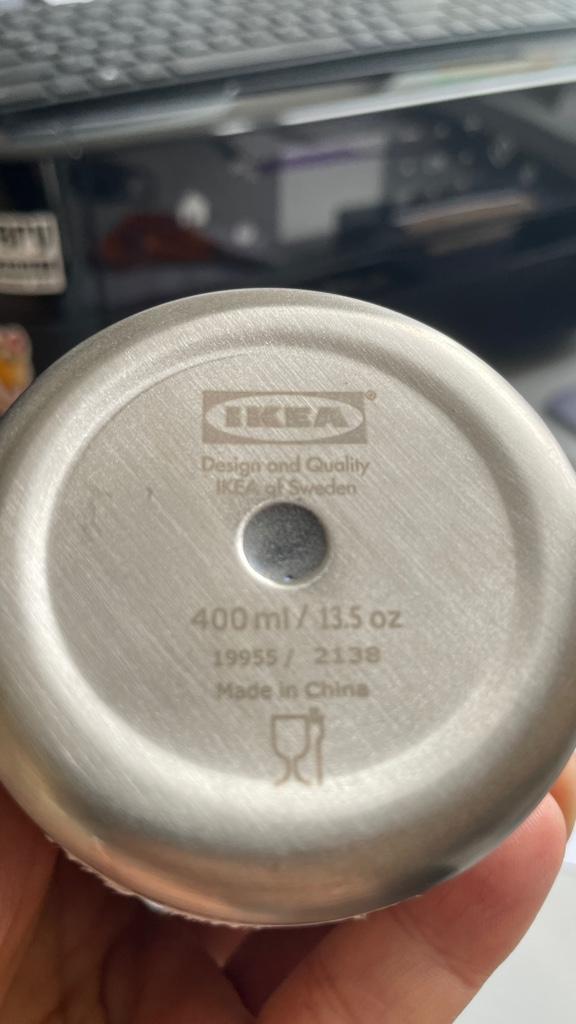 IKEA®
Design and Quality
IKEA of Sweden
400 ml / 13.5 oz
19955 / 2138
Made in China